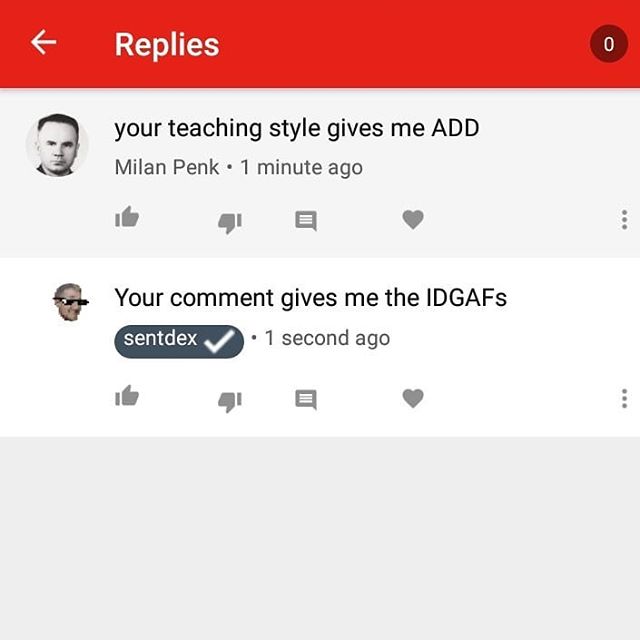 Replies
0
your teaching style gives me ADD
Milan Penk • 1 minute ago
Your comment gives me the IDGAFs
sentdex • 1 second ago